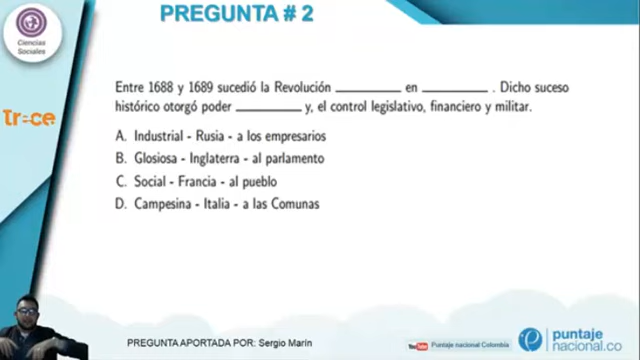 PREGUNTA # 2
Ciencias
Sociales
Entre 1688 y 1689 sucedió la Revolución __________ en __________ . Dicho suceso
histórico otorgó poder __________ y, el control legislativo, financiero y militar.
Tr=ce
A. Industrial - Rusia - a los empresarios
B. Glosiosa - Inglaterra - al parlamento
C. Social - Francia - al pueblo
D. Campesina - Italia - a las Comunas
PREGUNTA APORTADA POR: Sergio Marín
YouTube Puntaje nacional Colombia
puntaje
nacional.co